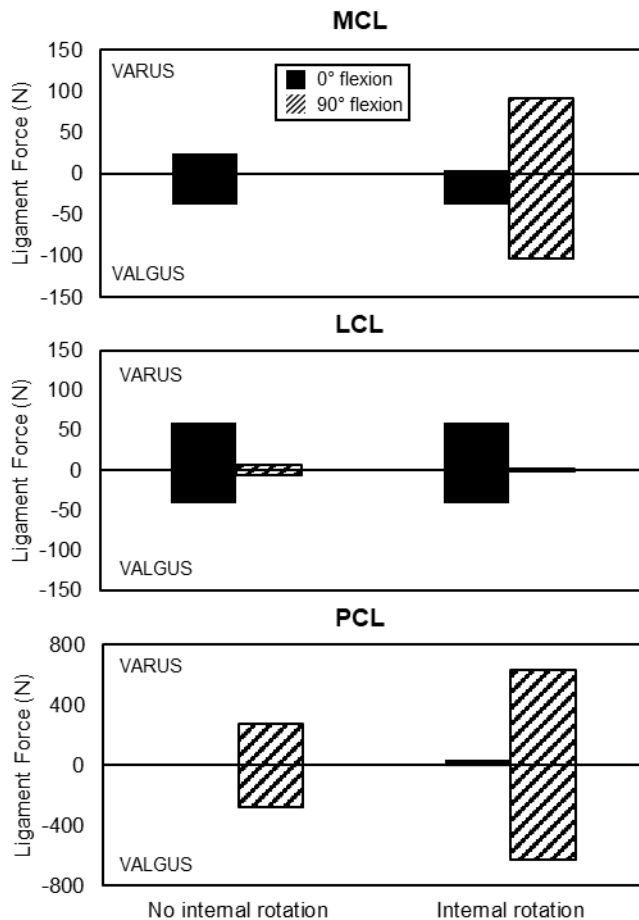 MCL
Ligament Force (N)
150
100
50
0
-50
-100
-150
VARUS
VALGUS
0° flexion
90° flexion
LCL
Ligament Force (N)
150
100
50
0
-50
-100
-150
VARUS
VALGUS
PCL
Ligament Force (N)
800
400
0
-400
-800
VARUS
VALGUS
No internal rotation
Internal rotation